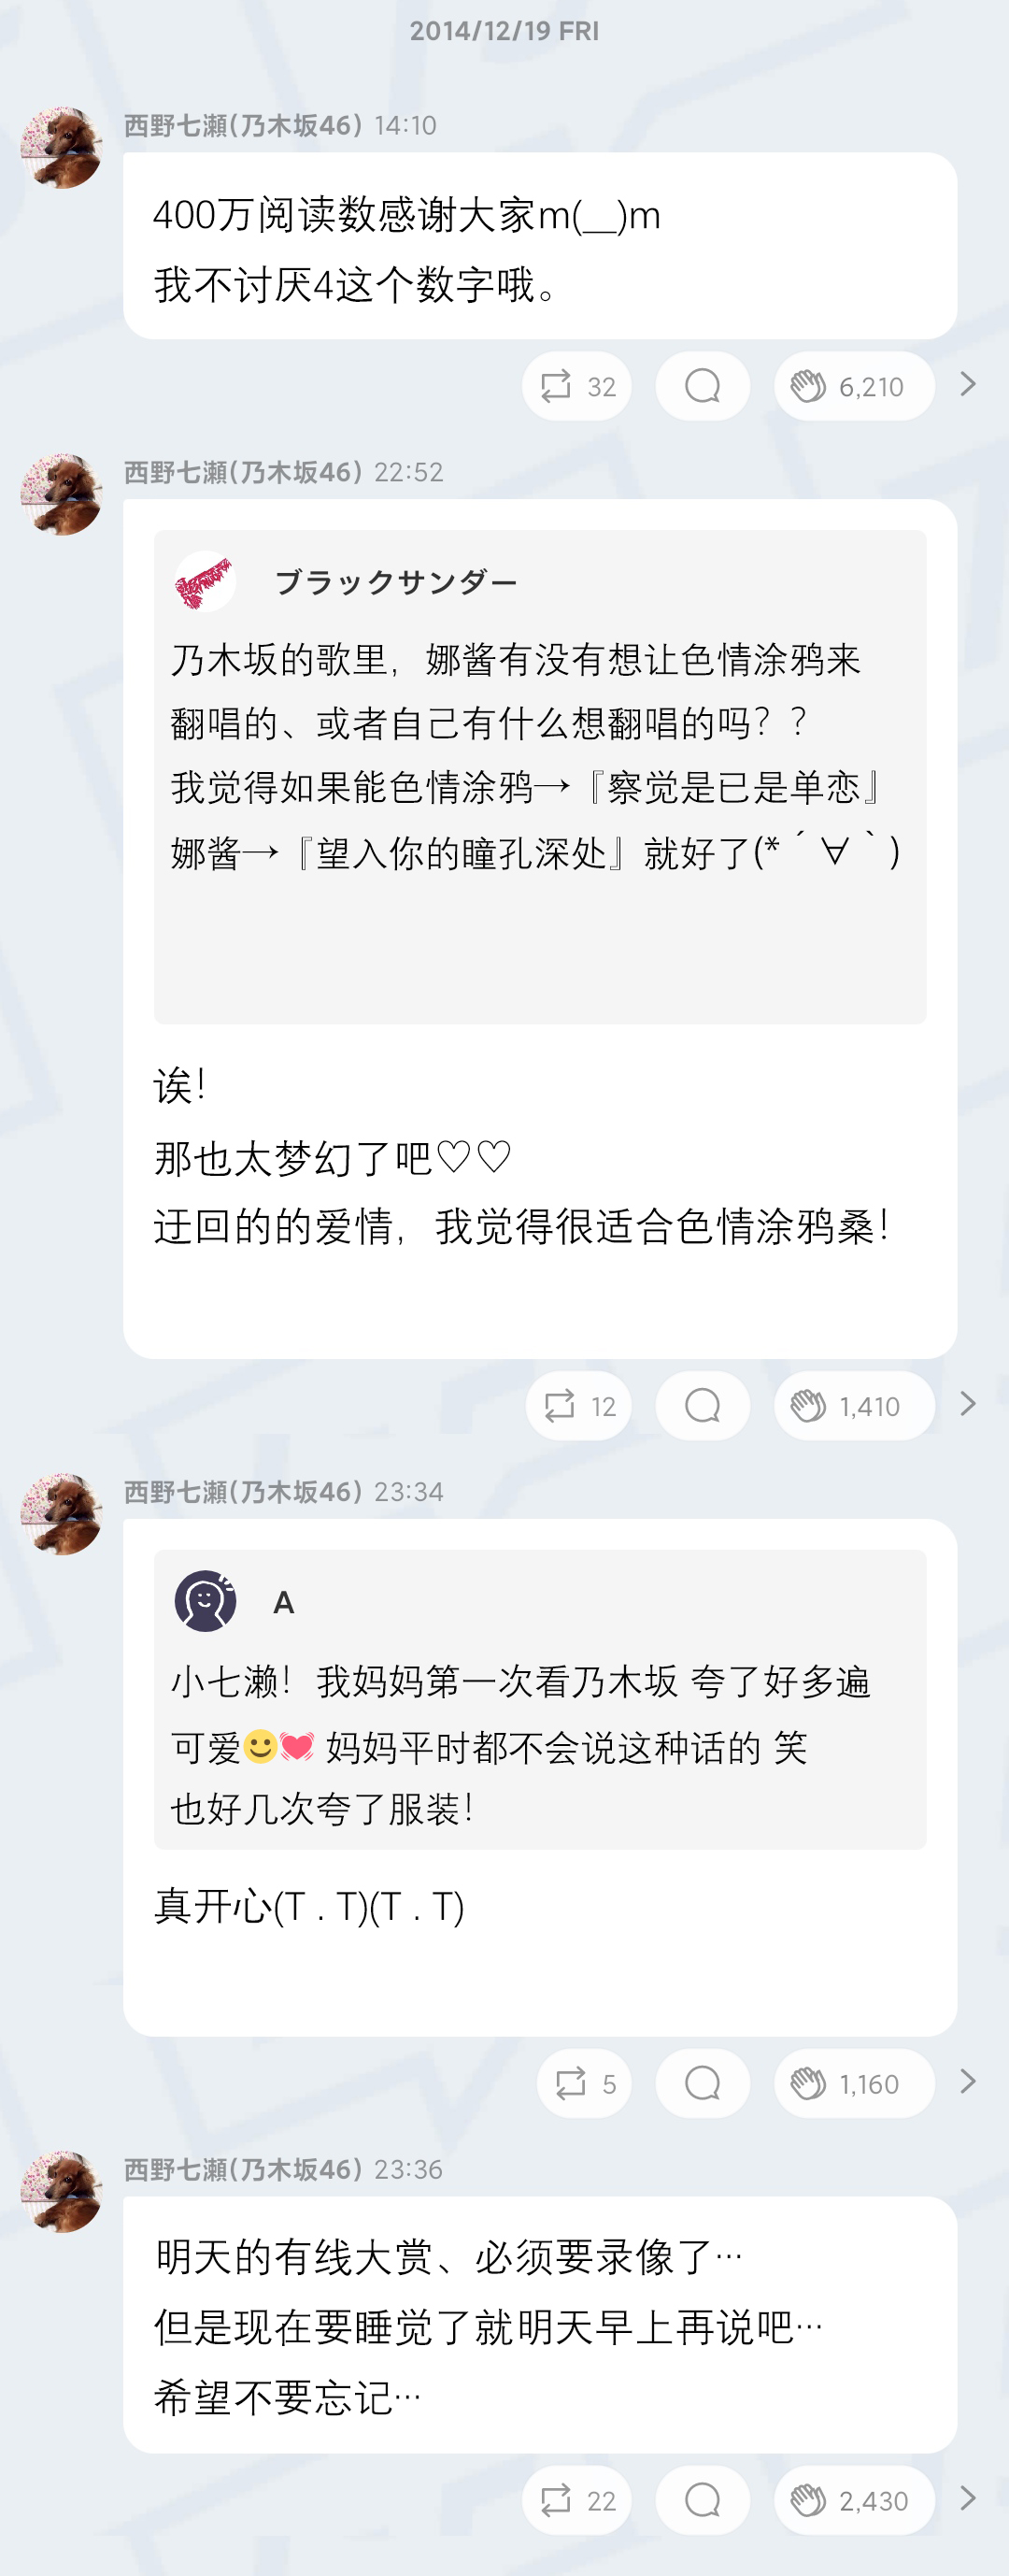 2014/12/19 FRI
西野七瀬(乃木坂46) 14:10
400万阅读数感谢大家m(__)m
我不讨厌4这个数字哦。
32
6,210
西野七瀬(乃木坂46) 22:52
ブラックサンダー
乃木坂的歌里，娜酱有没有想让色情涂鸦来
翻唱的、或者自己有什么想翻唱的吗？？
我觉得如果能色情涂鸦→『察觉是已是单恋』
娜酱→『望入你的瞳孔深处』就好了(*´∀｀)
诶！
那也太梦幻了吧♡♡
迂回的的爱情，我觉得很适合色情涂鸦桑！
12
1,410
西野七瀬(乃木坂46) 23:34
A
小七濑！我妈妈第一次看乃木坂 夸了好多遍
可爱🙂💓 妈妈平时都不会说这种话的 笑
也好几次夸了服装！
真开心(T . T)(T . T)
5
1,160
西野七瀬(乃木坂46) 23:36
明天的有线大赏、必须要录像了…
但是现在要睡觉了就明天早上再说吧…
希望不要忘记…
22
2,430